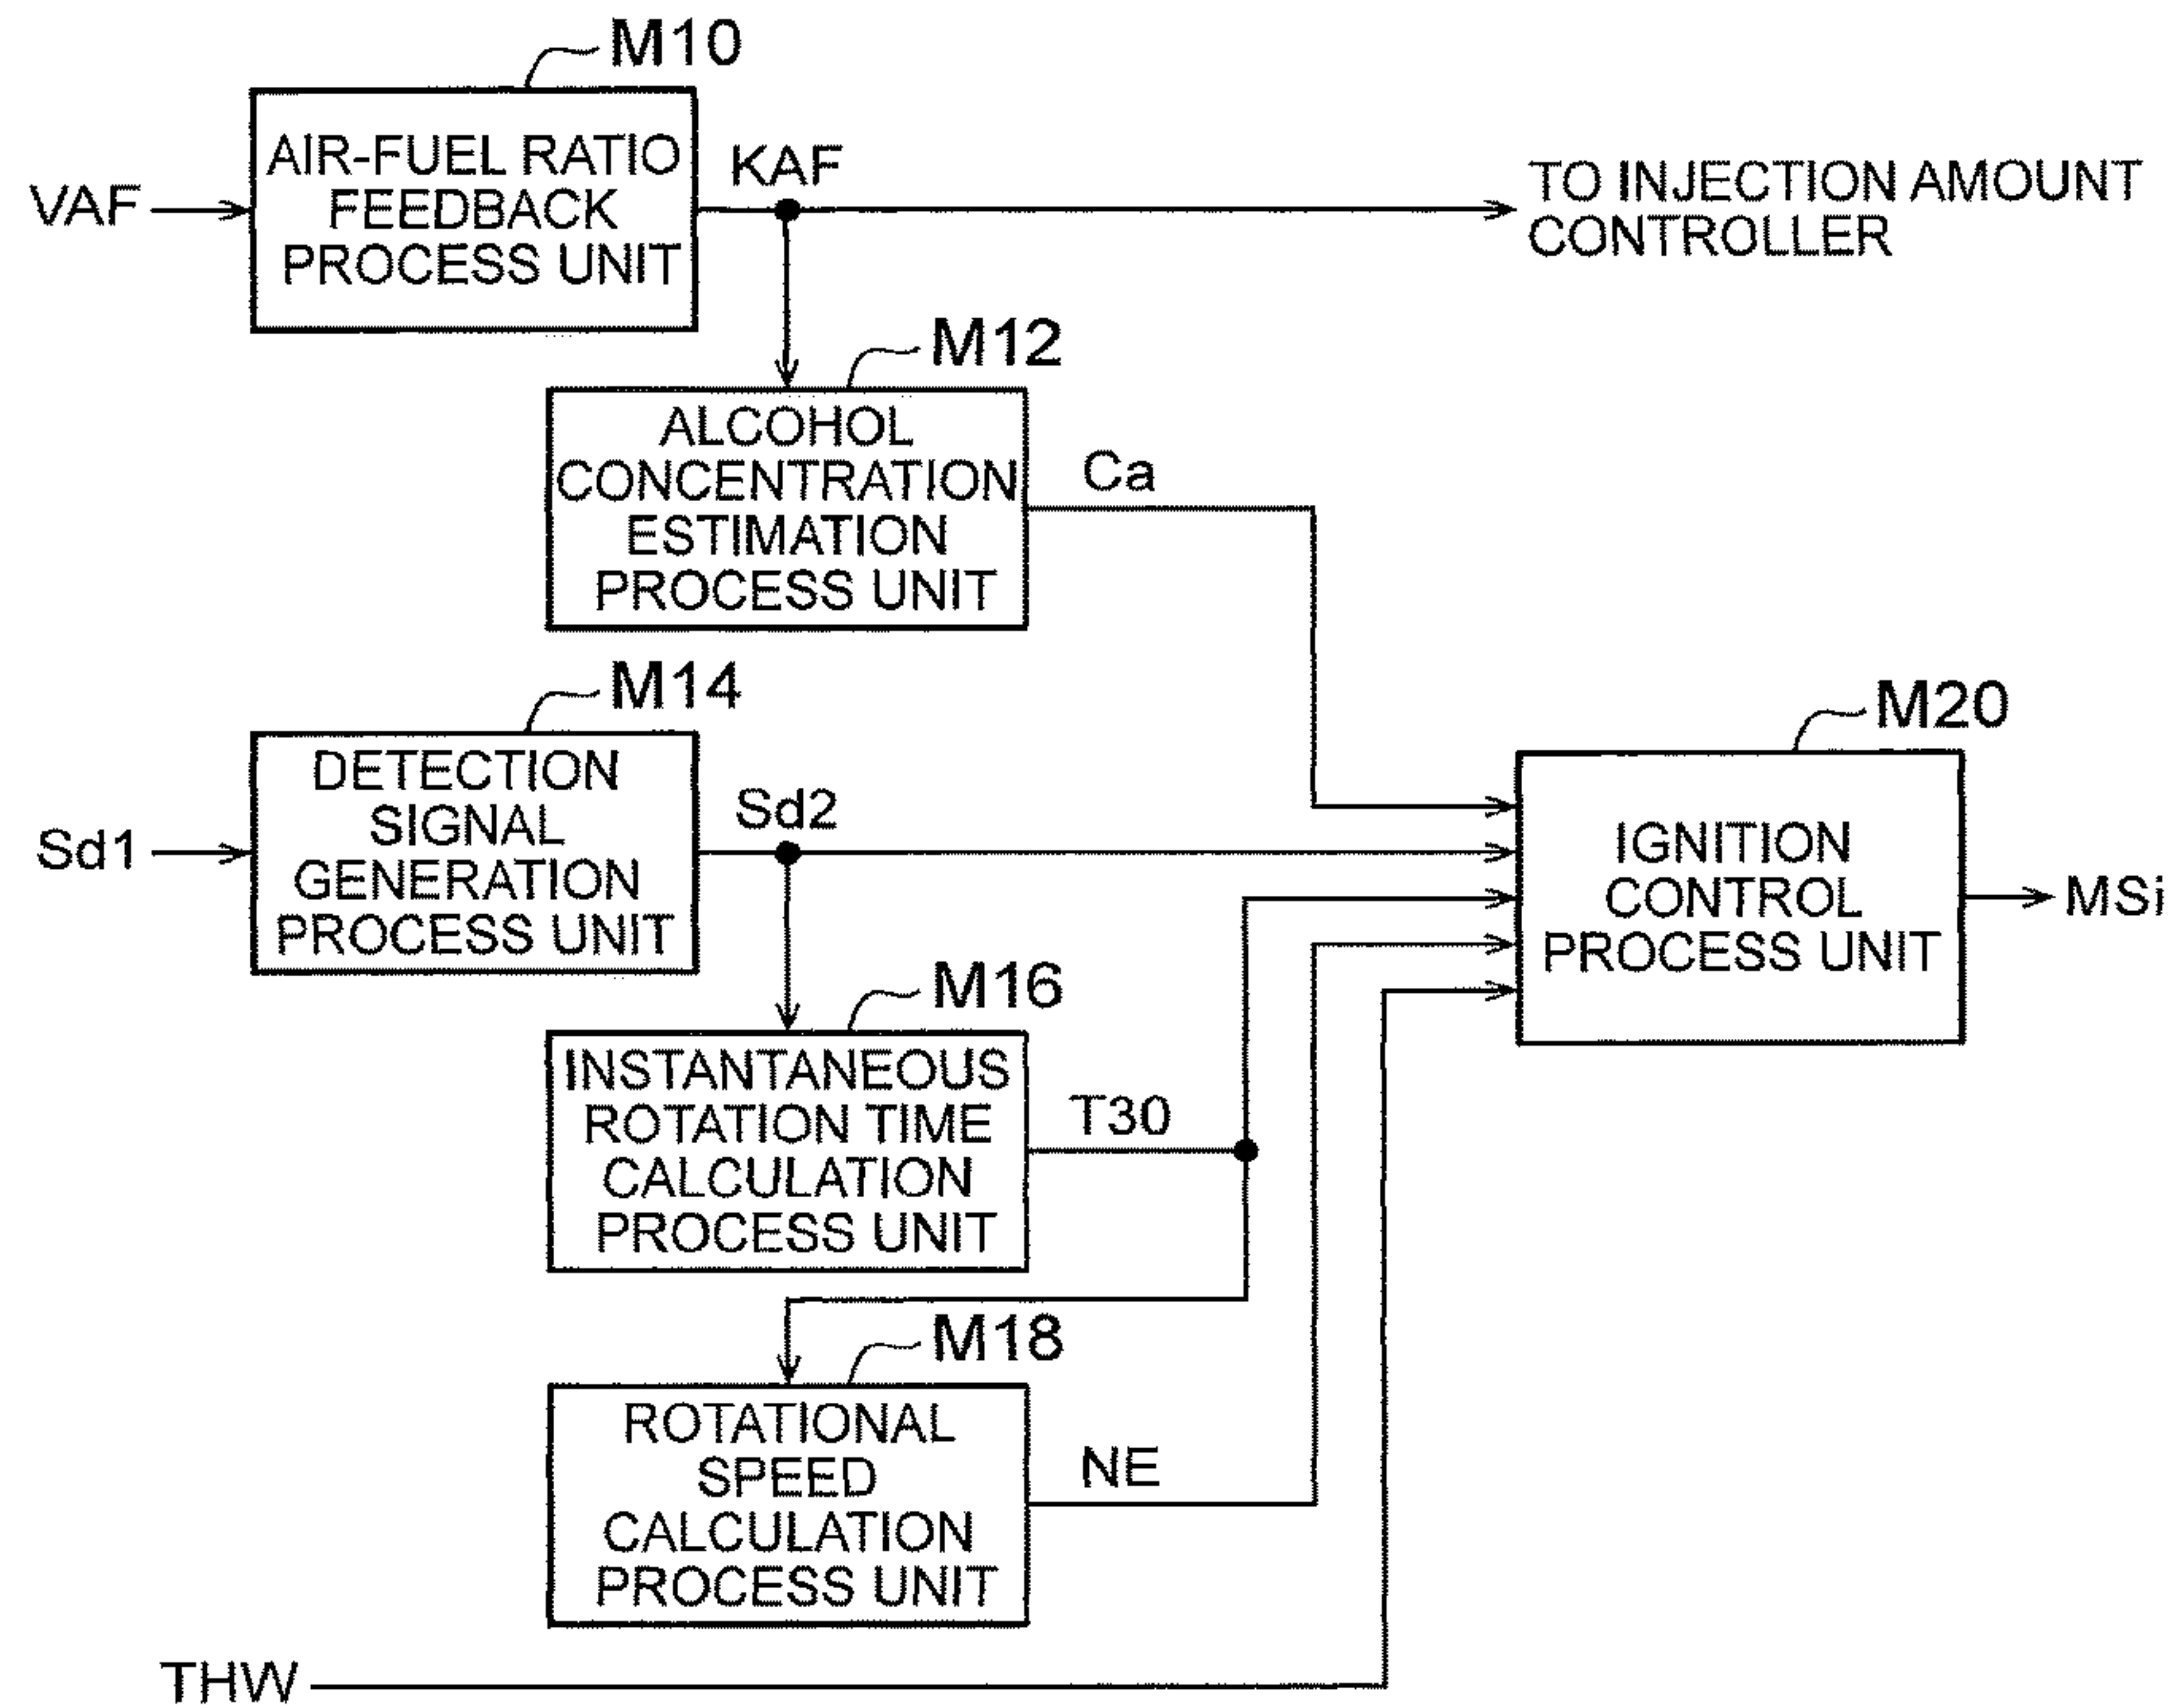 M10
AIR-FUEL RATIO
FEEDBACK
PROCESS UNIT
VAF
KAF
TO INJECTION AMOUNT
CONTROLLER
M12
ALCOHOL
CONCENTRATION
ESTIMATION
PROCESS UNIT
Ca
M14
DETECTION
SIGNAL
GENERATION
PROCESS UNIT
Sd1
Sd2
M20
IGNITION
CONTROL
PROCESS UNIT
MSi
M16
INSTANTANEOUS
ROTATION TIME
CALCULATION
PROCESS UNIT
T30
M18
ROTATIONAL
SPEED
CALCULATION
PROCESS UNIT
NE
THW